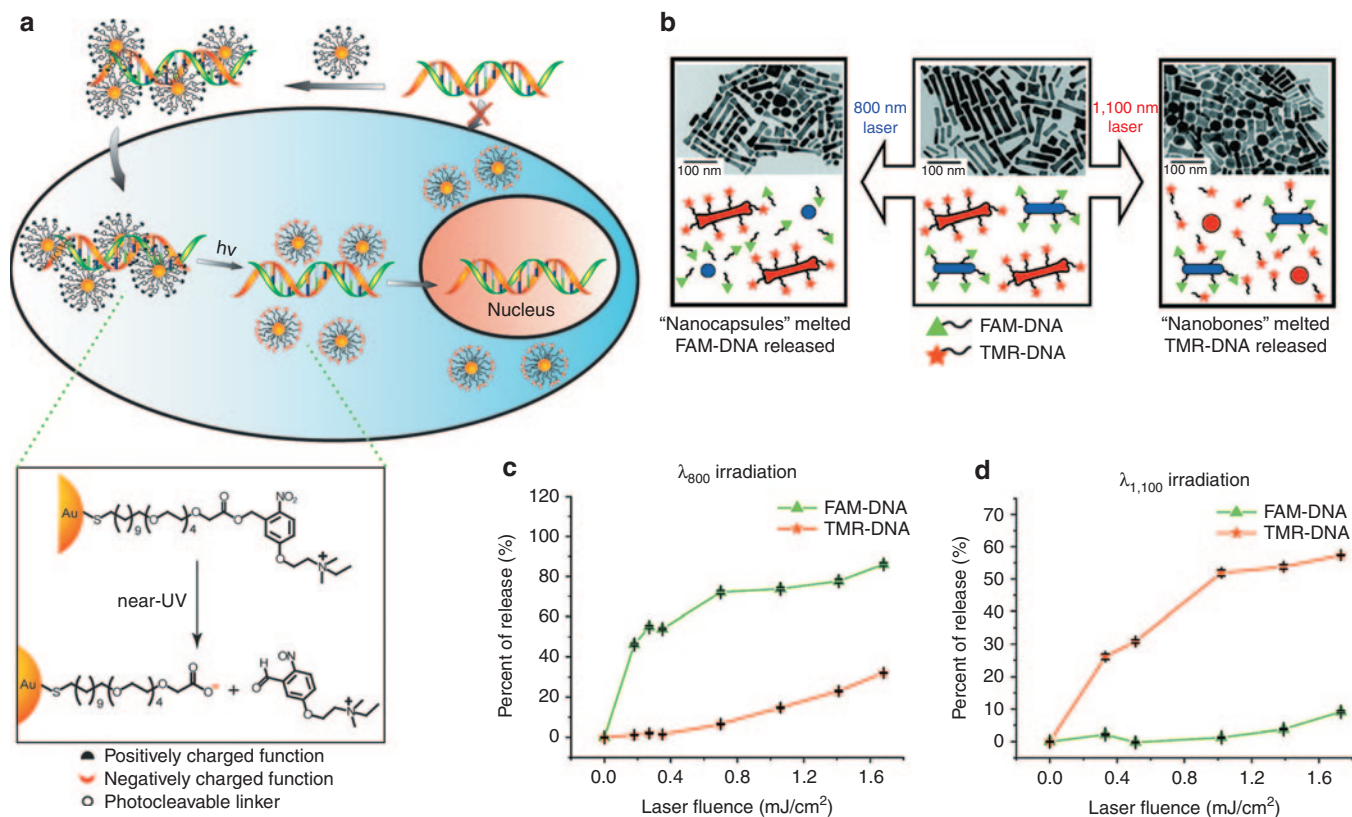 a
hν
Nucleus
Au
S
9
O
O
4
O
O
O
NO₂
O
N
+
near-UV
Au
S
9
O
O
4
O
O
O
-
+
H
O
ON
O
N
+
Positively charged function
Negatively charged function
Photocleavable linker
b
800 nm
laser
1,100 nm
laser
100 nm
100 nm
100 nm
"Nanocapsules" melted
FAM-DNA released
FAM-DNA
TMR-DNA
"Nanobones" melted
TMR-DNA released
c
λ800 irradiation
FAM-DNA
TMR-DNA
Percent of release (%)
120
100
80
60
40
20
0
0.0
0.4
0.8
1.2
1.6
Laser fluence (mJ/cm²)
d
λ1,100 irradiation
FAM-DNA
TMR-DNA
Percent of release (%)
70
60
50
40
30
20
10
0
0.0
0.4
0.8
1.2
1.6
Laser fluence (mJ/cm²)